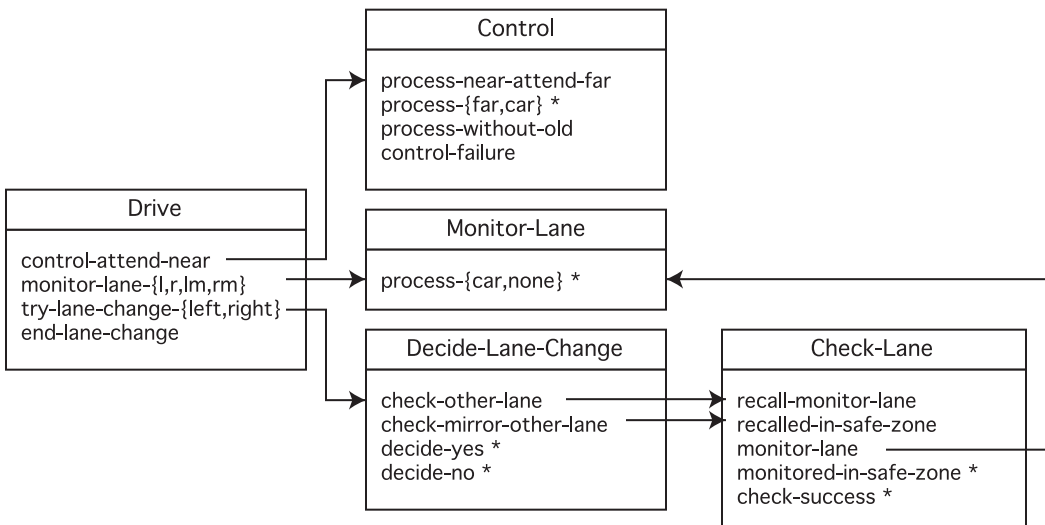 Control
process-near-attend-far
process-{far,car} *
process-without-old
control-failure
Drive
control-attend-near
monitor-lane-{l,r,lm,rm}
try-lane-change-{left,right}
end-lane-change
Monitor-Lane
process-{car,none} *
Decide-Lane-Change
check-other-lane
check-mirror-other-lane
decide-yes *
decide-no *
Check-Lane
recall-monitor-lane
recalled-in-safe-zone
monitor-lane
monitored-in-safe-zone *
check-success *